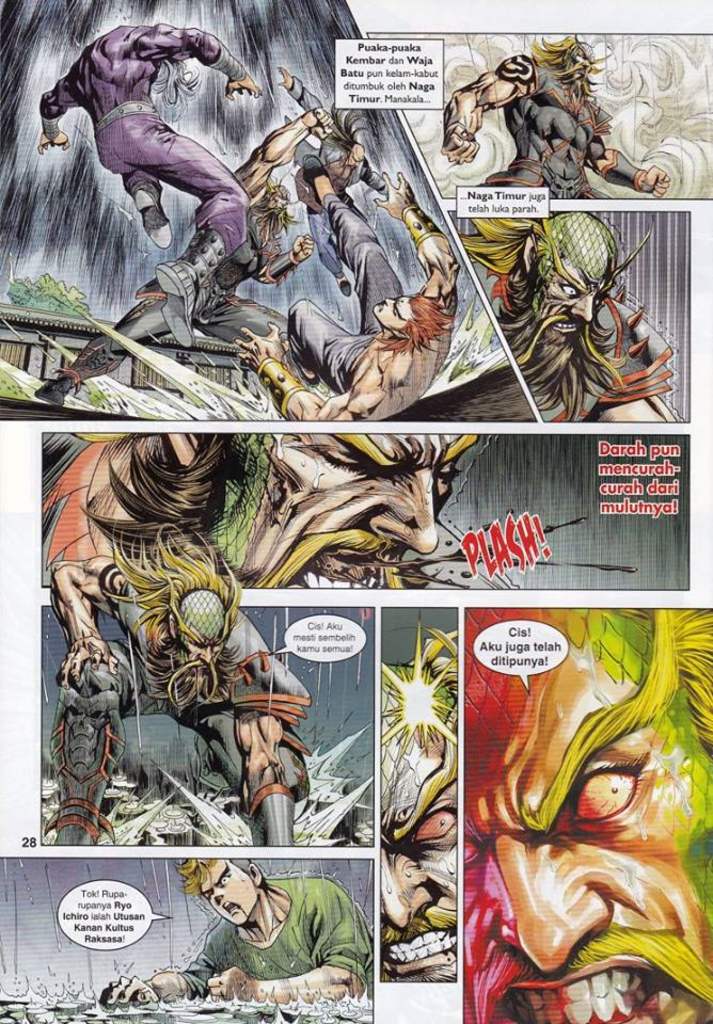 Puaka-puaka
Kembar dan Waja
Batu pun kelam-kabut
ditumbuk oleh Naga
Timur. Manakala...
...Naga Timur juga
telah luka parah.
Darah pun
mencurah-
curah dari
mulutnya!
PLASH!
Cis! Aku
mesti sembelih
kamu semua!
Cis!
Aku juga telah
ditipunya!
28
Tok! Rupa-
rupanya Ryo
Ichiro ialah Utusan
Kanan Kultus
Raksasa!